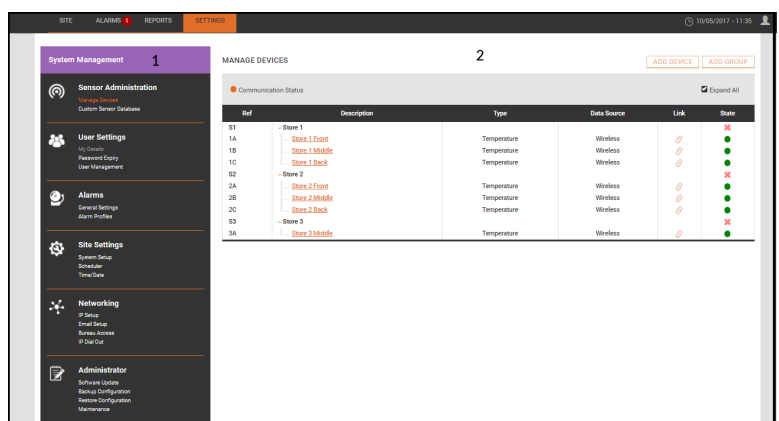 SITE ALARMS 1 REPORTS SETTINGS 10/05/2017 - 11:35
System Management 1
Sensor Administration
Manage Devices
Custom Sensor Database
User Settings
My Details
Password Expiry
User Management
Alarms
General Settings
Alarm Profiles
Site Settings
System Setup
Scheduler
Time/Date
Networking
IP Setup
Email Setup
Bureau Access
IP Dial Out
Administrator
Software Update
Backup Configuration
Restore Configuration
Maintenance
MANAGE DEVICES 2 ADD DEVICE ADD GROUP
Communication Status Expand All
Ref Description Type Data Source Link State
S1 - Store 1
1A Store 1 Front Temperature Wireless
1B Store 1 Middle Temperature Wireless
1C Store 1 Back Temperature Wireless
S2 - Store 2
2A Store 2 Front Temperature Wireless
2B Store 2 Middle Temperature Wireless
2C Store 2 Back Temperature Wireless
S3 - Store 3
3A Store 3 Middle Temperature Wireless